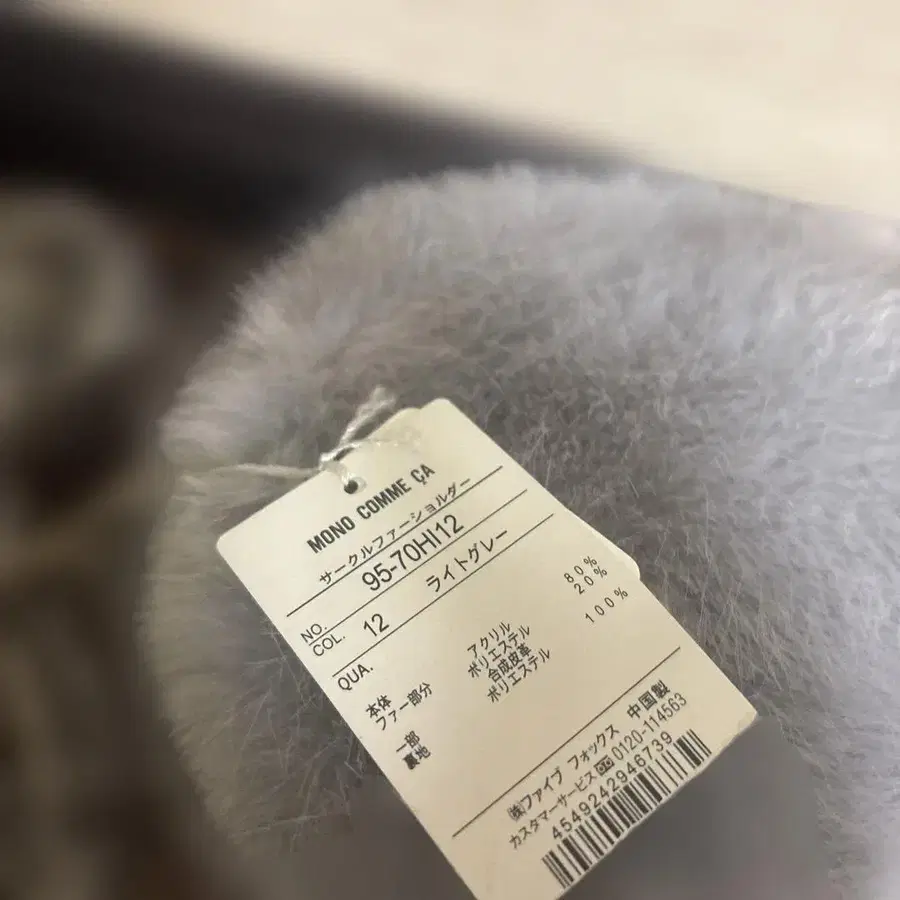 MONO COMME ÇA
サークルファーショルダー
NO. 95-70HI12
COL. 12 ライトグレー
QUA.
本体
ファー部分 アクリル 80%
ポリエステル 20%
一部 合成皮革
裏地 ポリエステル 100%
㈱ファイブ フォックス 中国製
カスタマーサービス 0120-114563
4549242946739